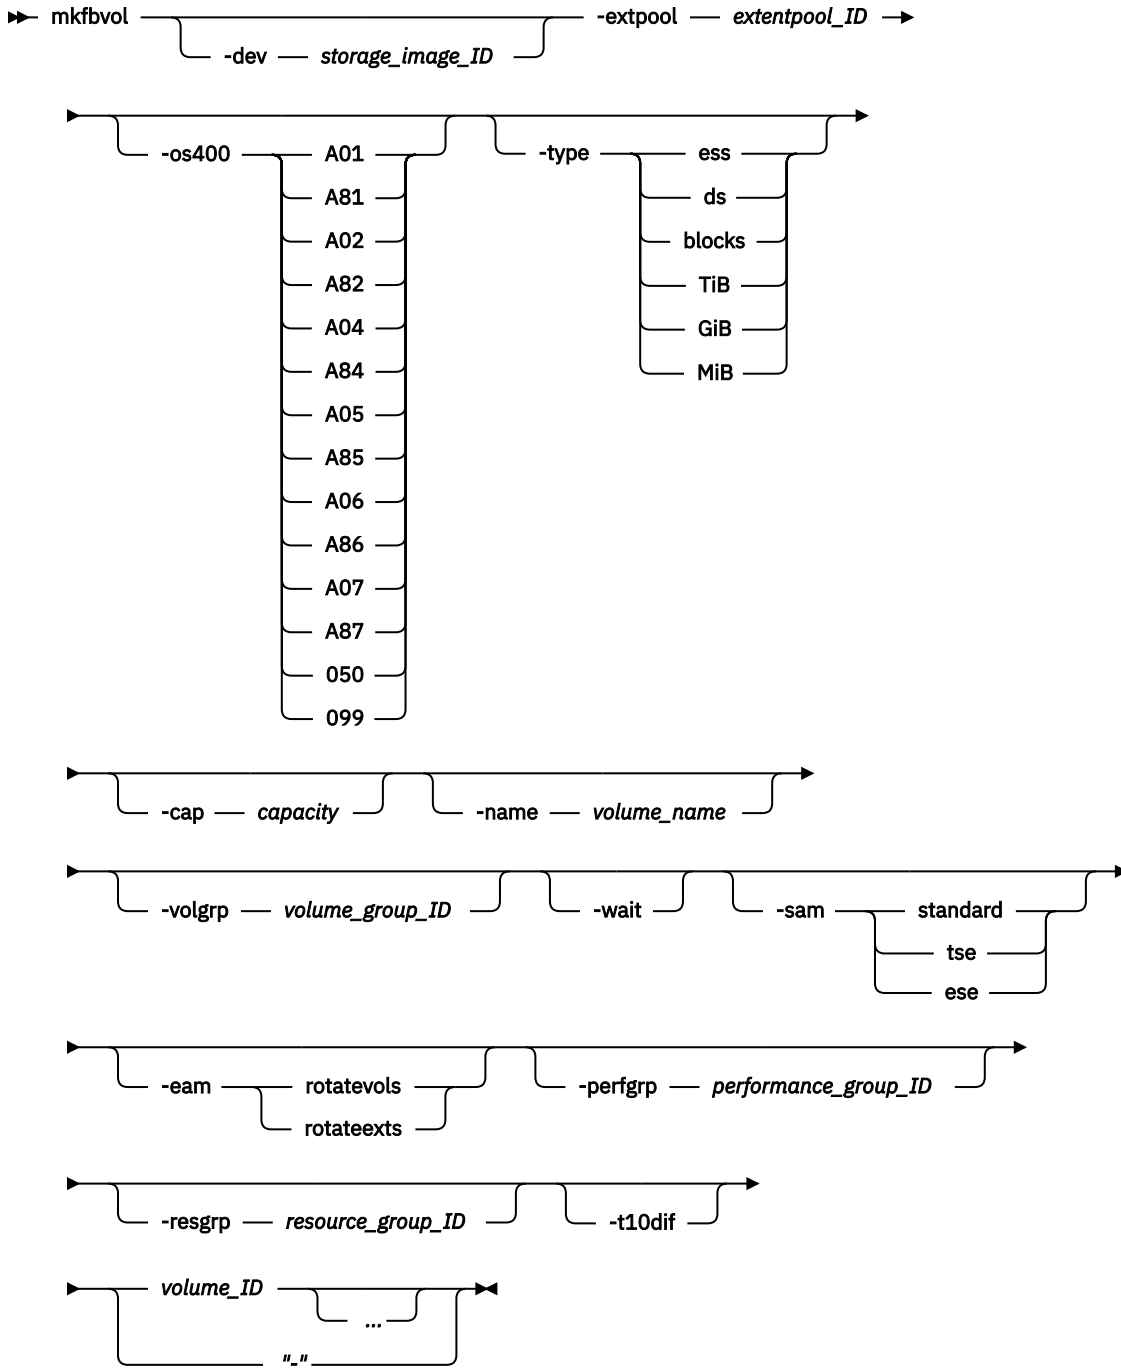 mkfbvol -extpool extentpool_ID
-dev storage_image_ID
-os400 A01 -type ess
A81 ds
A02 blocks
A82 TiB
A04 GiB
A84 MiB
A05
A85
A06
A86
A07
A87
050
099
-cap capacity -name volume_name
-volgrp volume_group_ID -wait -sam standard
tse
ese
-eam rotatevols -perfgrp performance_group_ID
rotateexts
-resgrp resource_group_ID -t10dif
volume_ID
...
"-"